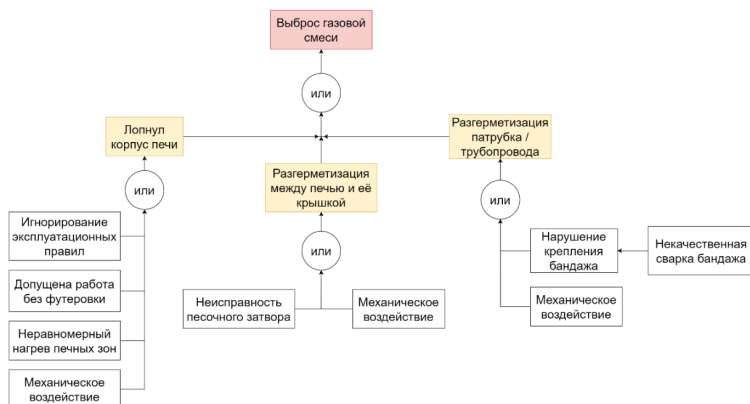 Выброс газовой
смеси
или
Лопнул
корпус печи
Разгерметизация
патрубка /
трубопровода
Разгерметизация
между печью и её
крышкой
или
или
или
Игнорирование
эксплуатационных
правил
Допущена работа
без футеровки
Неравномерный
нагрев печных зон
Механическое
воздействие
Неисправность
песочного затвора
Механическое
воздействие
Нарушение
крепления
бандажа
Некачественная
сварка бандажа
Механическое
воздействие